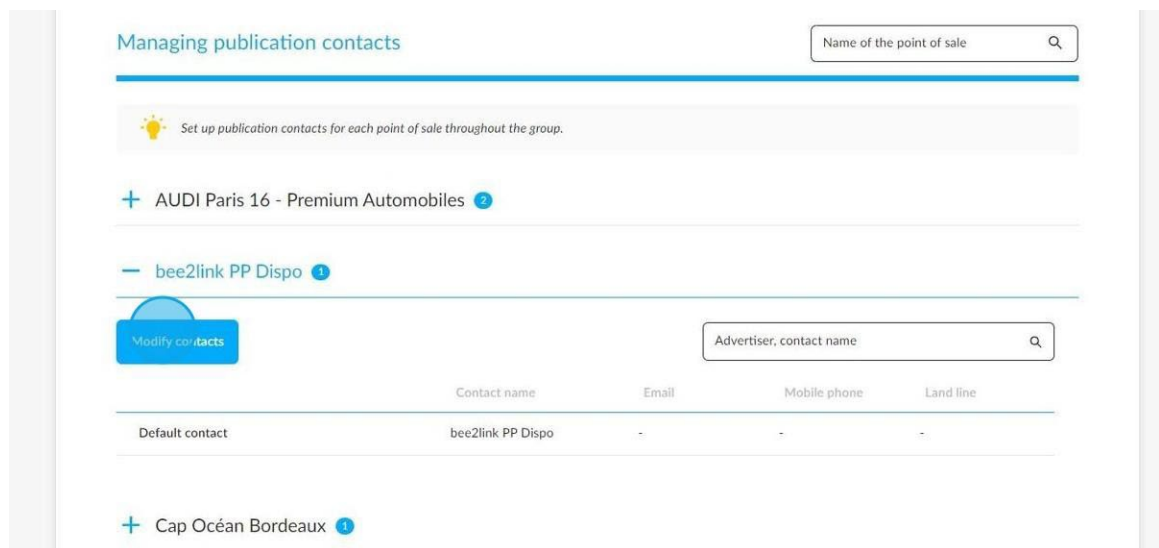 Managing publication contacts
Name of the point of sale
Set up publication contacts for each point of sale throughout the group.
AUDI Paris 16 - Premium Automobiles 2
bee2link PP Dispo 1
Modify contacts
Advertiser, contact name
Contact name Email Mobile phone Land line
Default contact bee2link PP Dispo - - -
Cap Océan Bordeaux 1